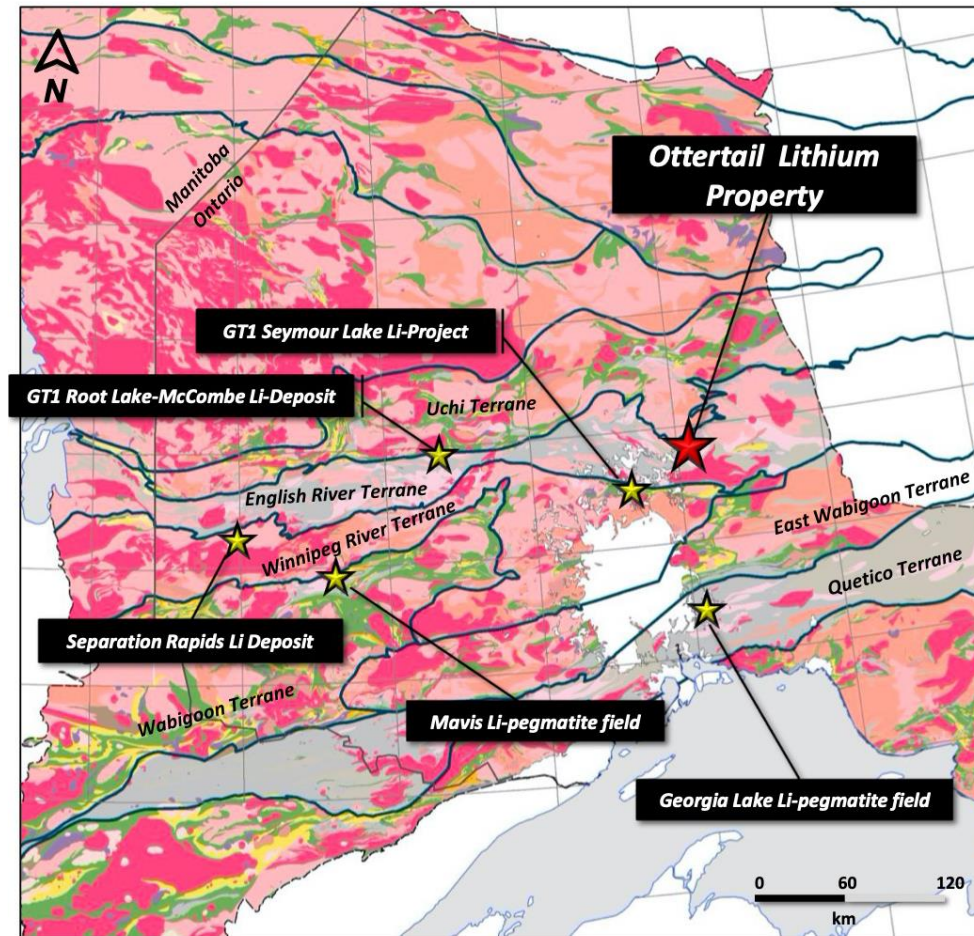 N
Manitoba
Ontario
Ottertail Lithium
Property
GT1 Seymour Lake Li-Project
GT1 Root Lake-McCombe Li-Deposit
Uchi Terrane
English River Terrane
Winnipeg River Terrane
East Wabigoon Terrane
Quetico Terrane
Separation Rapids Li Deposit
Wabigoon Terrane
Mavis Li-pegmatite field
Georgia Lake Li-pegmatite field
0 60 120
km